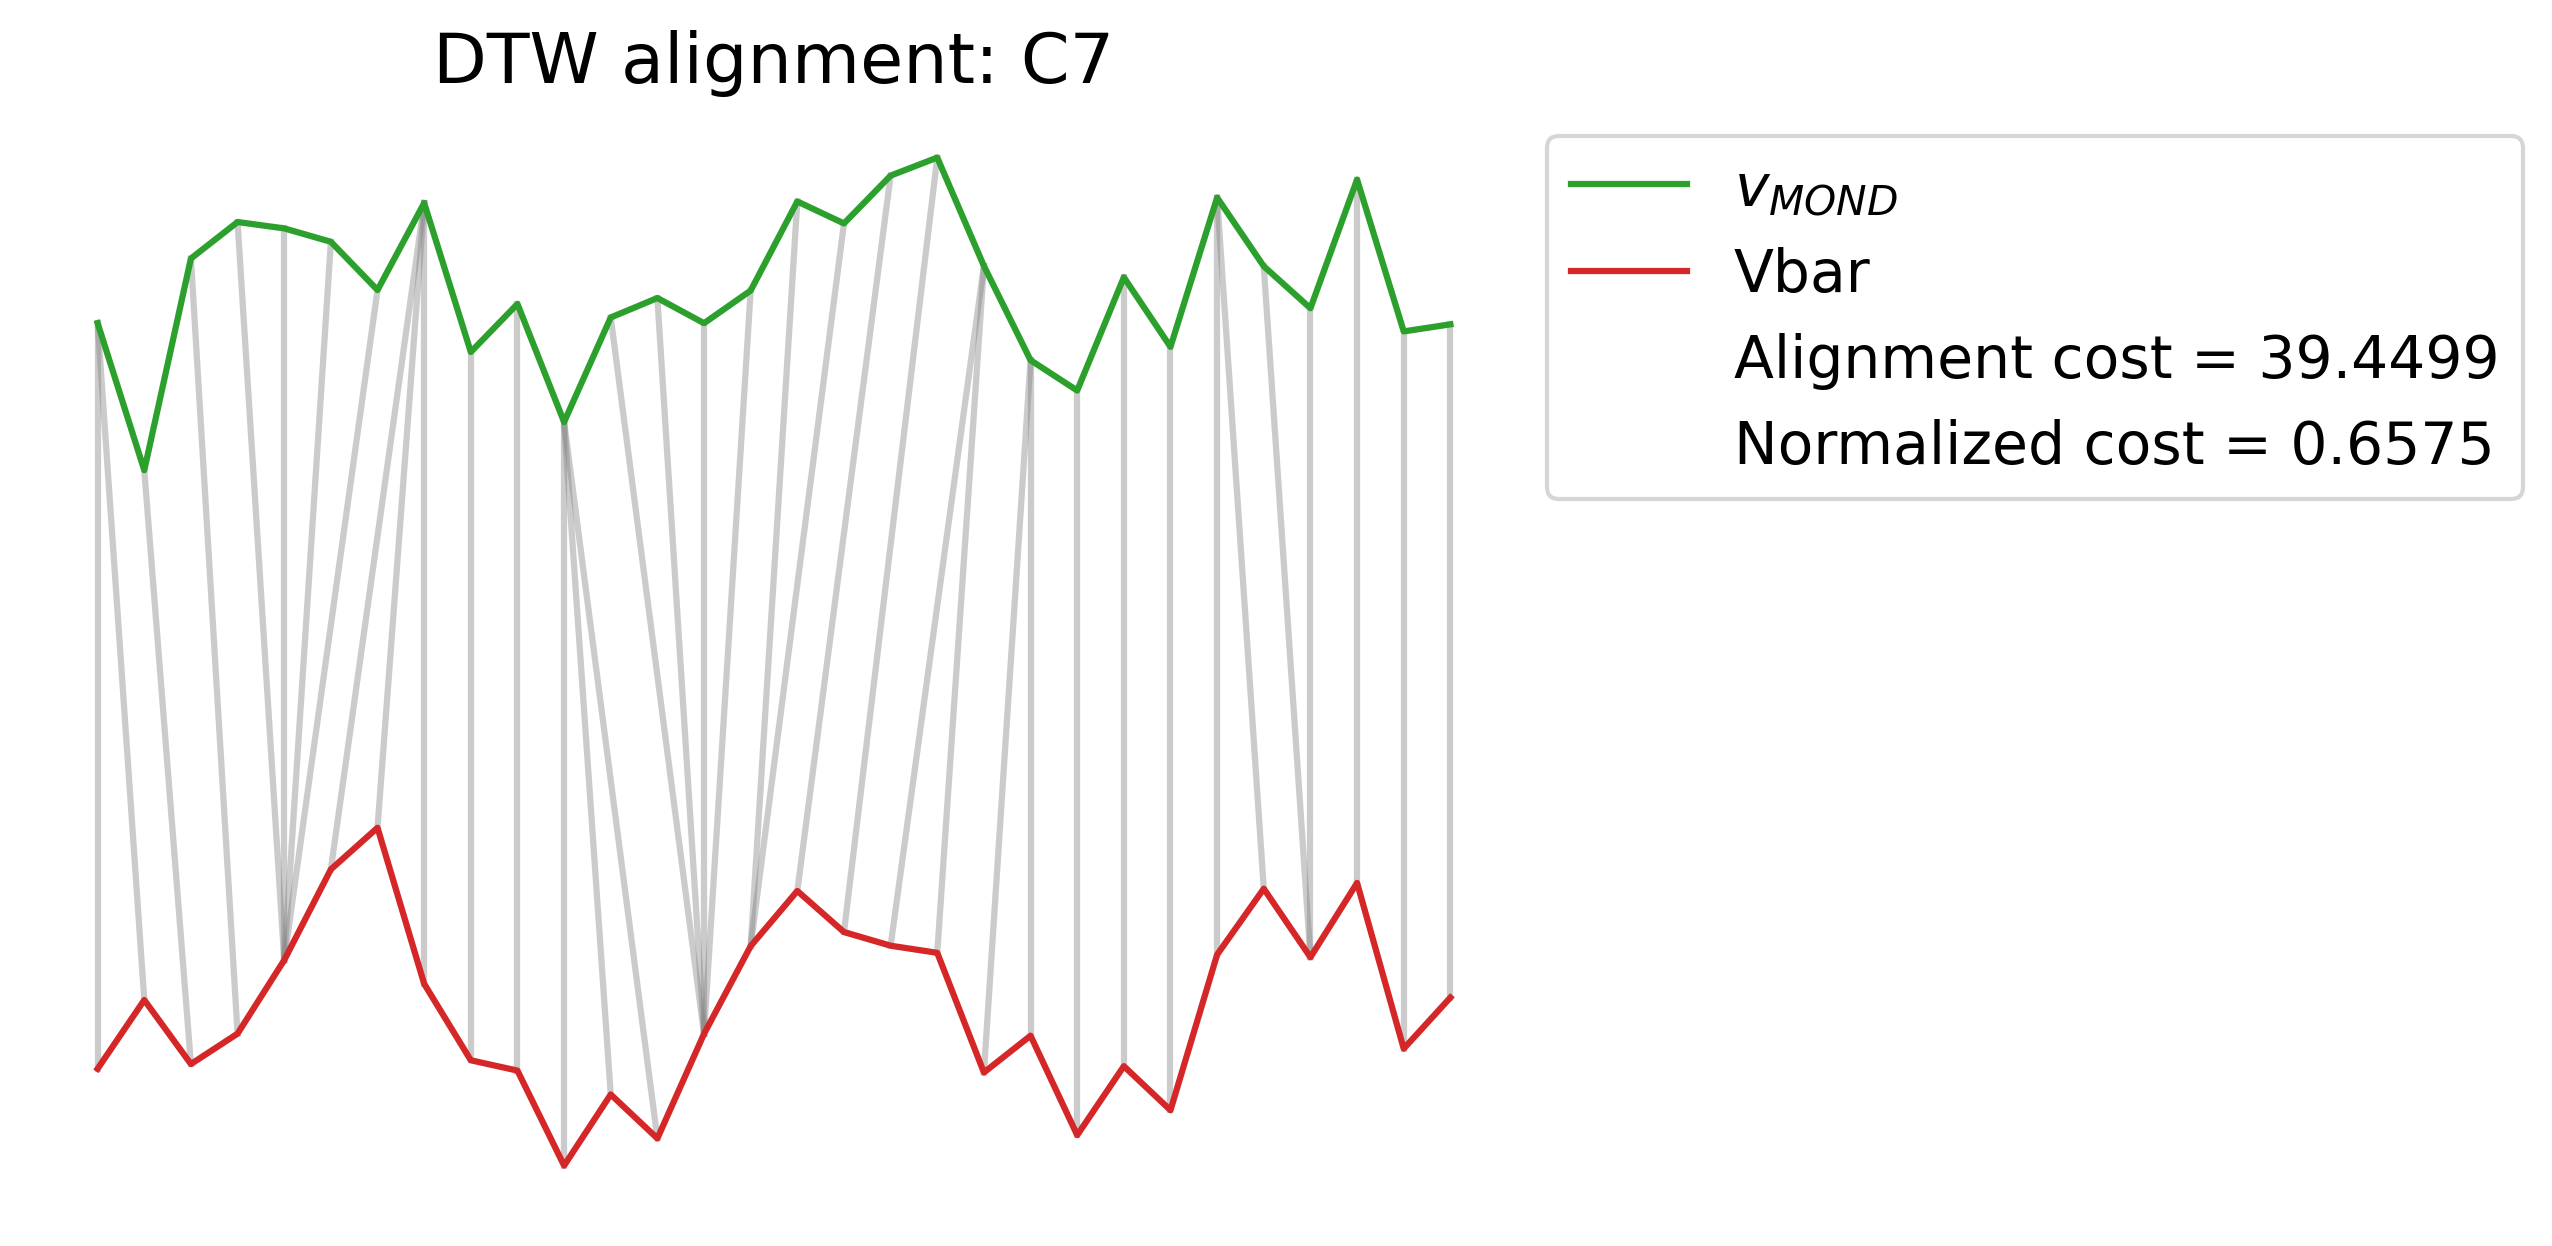 DTW alignment: C7
v_MOND
Vbar
Alignment cost = 39.4499
Normalized cost = 0.6575